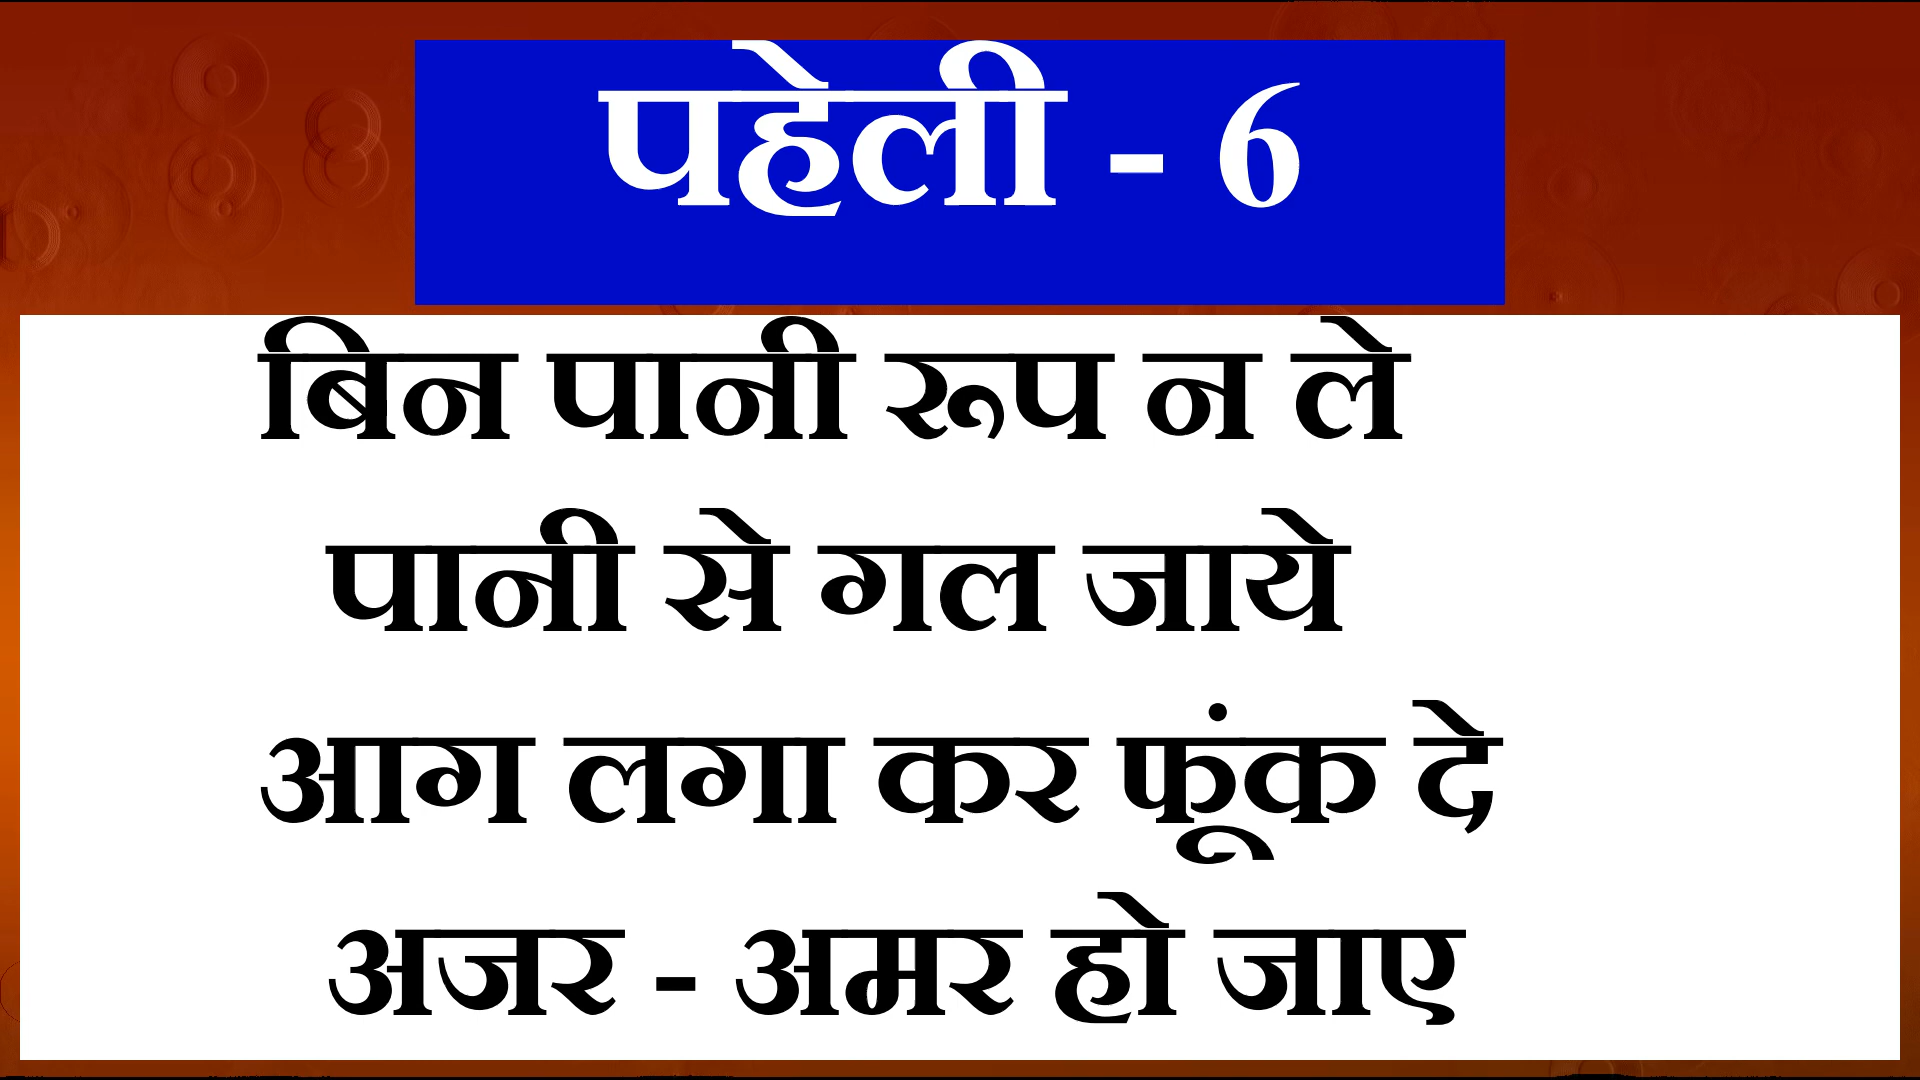 पहेली - 6
बिन पानी रूप न ले
पानी से गल जाये
आग लगा कर फूंक दे
अजर - अमर हो जाए